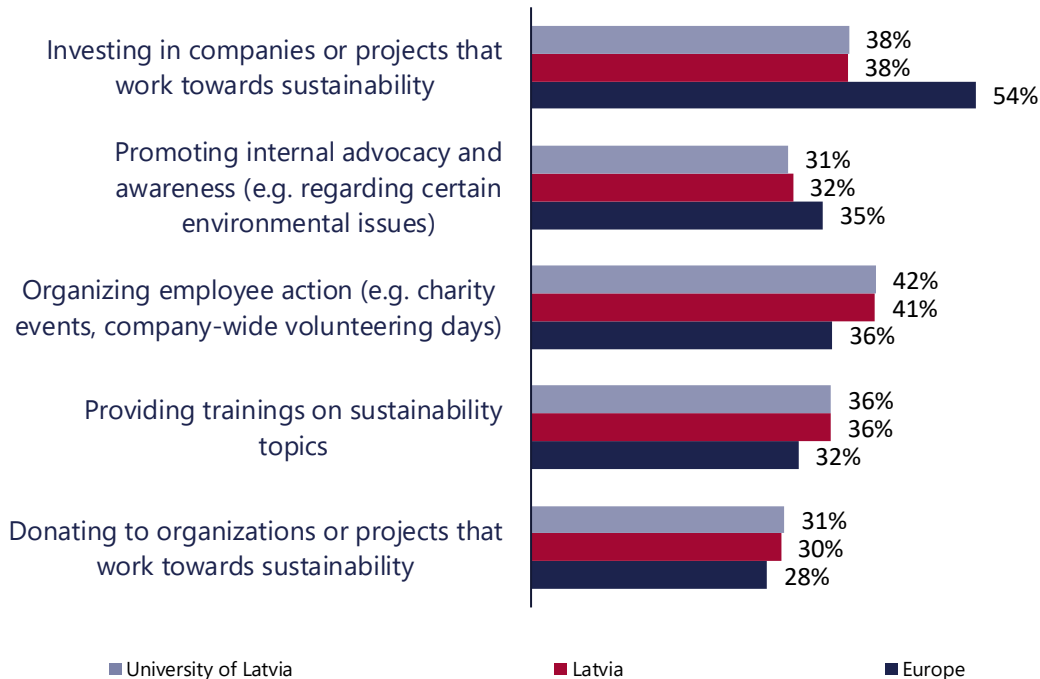 Investing in companies or projects that
work towards sustainability
38%
38%
54%
Promoting internal advocacy and
awareness (e.g. regarding certain
environmental issues)
31%
32%
35%
Organizing employee action (e.g. charity
events, company-wide volunteering days)
42%
41%
36%
Providing trainings on sustainability
topics
36%
36%
32%
Donating to organizations or projects that
work towards sustainability
31%
30%
28%
University of Latvia
Latvia
Europe